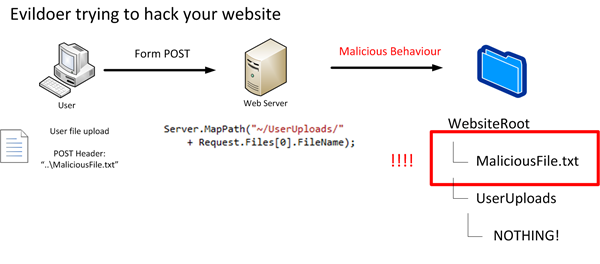 Evildoer trying to hack your website
Form POST
Malicious Behaviour
User
Web Server
User file upload
POST Header:
"..\MaliciousFile.txt"
Server.MapPath("~/UserUploads/"
+ Request.Files[0].FileName);
!!!!
WebsiteRoot
MaliciousFile.txt
UserUploads
NOTHING!